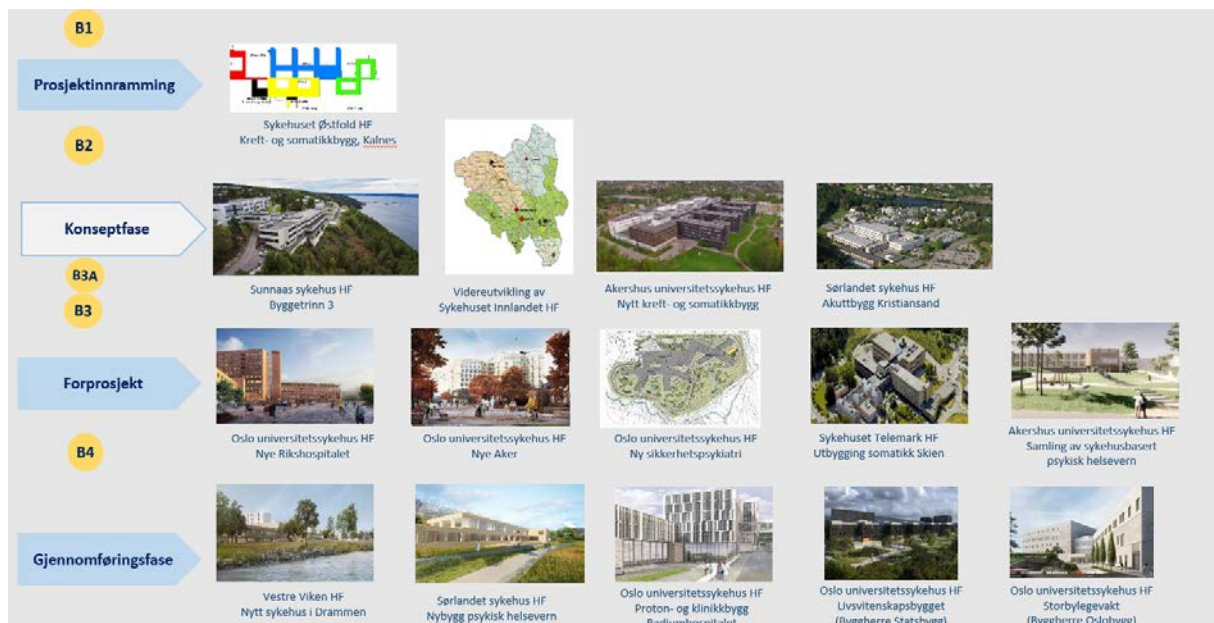 B1
Prosjektinnramming
Sykehuset Østfold HF
Kreft- og somatikkbygg, Kalnes
B2
Konseptfase
Sunnaas sykehus HF
Byggetrinn 3
Videreutvikling av
Sykehuset Innlandet HF
Akershus universitetssykehus HF
Nytt kreft- og somatikkbygg
Sørlandet sykehus HF
Akuttbygg Kristiansand
B3A
B3
Forprosjekt
Oslo universitetssykehus HF
Nye Rikshospitalet
Oslo universitetssykehus HF
Nye Aker
Oslo universitetssykehus HF
Ny sikkerhetspsykiatri
Sykehuset Telemark HF
Utbygging somatikk Skien
Akershus universitetssykehus HF
Samling av sykehusbasert
psykisk helsevern
B4
Gjennomføringsfase
Vestre Viken HF
Nytt sykehus i Drammen
Sørlandet sykehus HF
Nybygg psykisk helsevern
Oslo universitetssykehus HF
Proton- og klinikkbygg
Radiumhospitalet
Oslo universitetssykehus HF
Livsvitenskapsbygget
(Byggherre Statsbygg)
Oslo universitetssykehus HF
Storbylegevakt
(Byggherre Oslobygg)